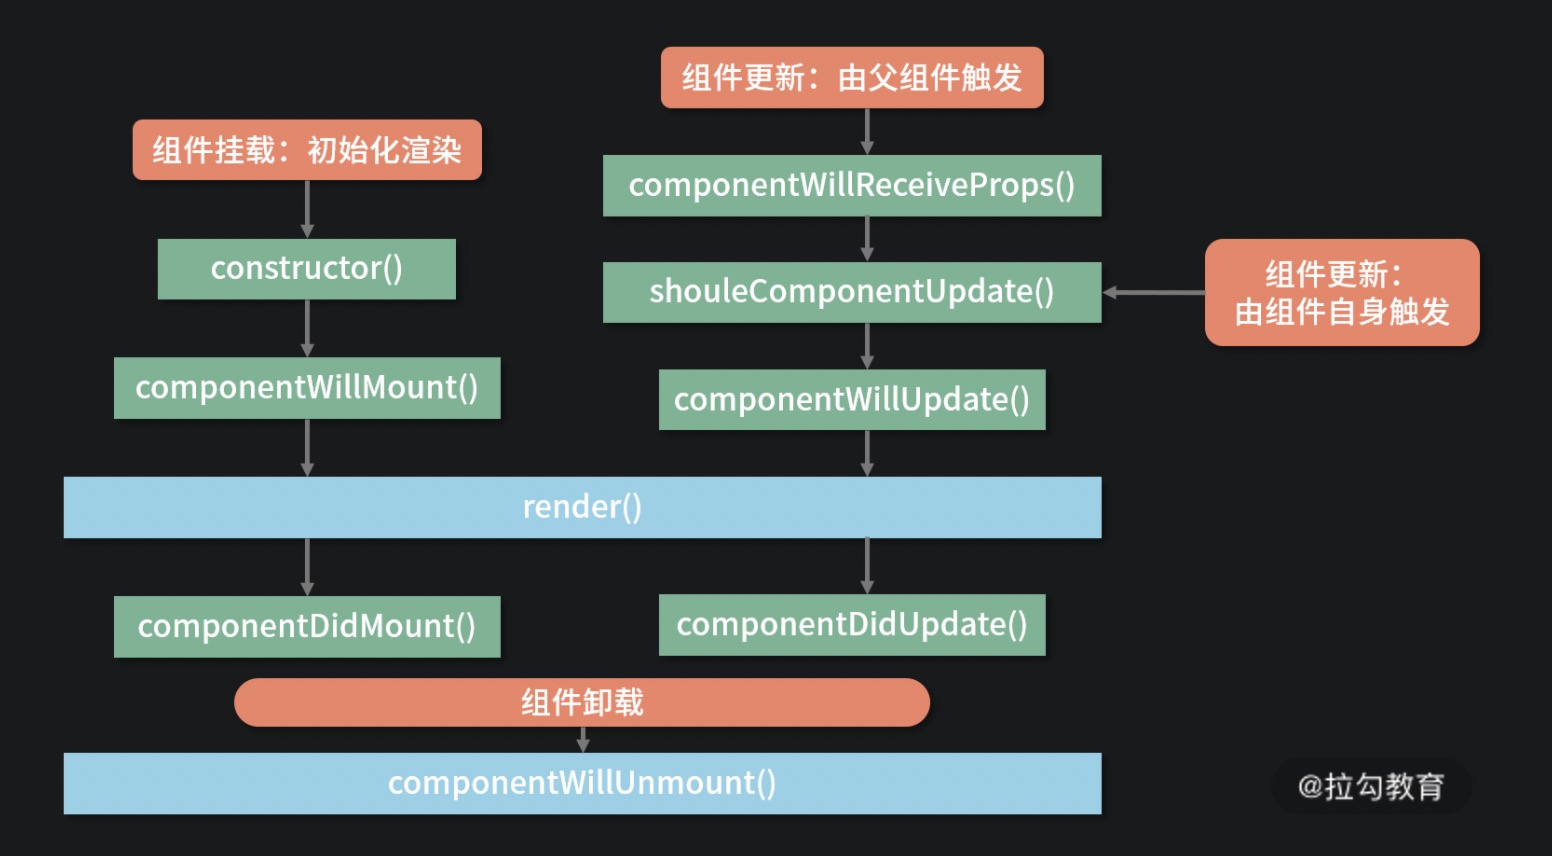 组件更新：由父组件触发
组件挂载：初始化渲染
componentWillReceiveProps()
constructor()
shouleComponentUpdate()
组件更新：
由组件自身触发
componentWillMount()
componentWillUpdate()
render()
componentDidMount()
componentDidUpdate()
组件卸载
componentWillUnmount()
@拉勾教育